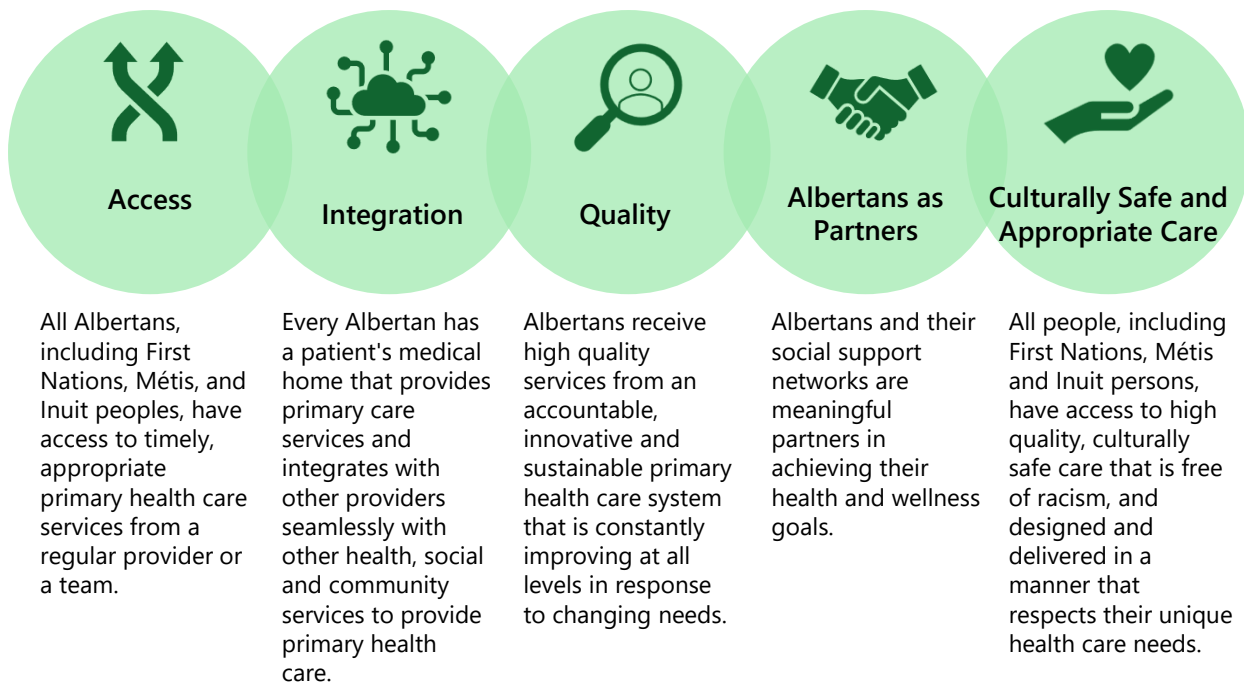 Access
All Albertans,
including First
Nations, Métis, and
Inuit peoples, have
access to timely,
appropriate
primary health care
services from a
regular provider or
a team.
Integration
Every Albertan has
a patient's medical
home that provides
primary care
services and
integrates with
other providers
seamlessly with
other health, social
and community
services to provide
primary health
care.
Quality
Albertans receive
high quality
services from an
accountable,
innovative and
sustainable primary
health care system
that is constantly
improving at all
levels in response
to changing needs.
Albertans as
Partners
Albertans and their
social support
networks are
meaningful
partners in
achieving their
health and wellness
goals.
Culturally Safe and
Appropriate Care
All people, including
First Nations, Métis
and Inuit persons,
have access to high
quality, culturally
safe care that is free
of racism, and
designed and
delivered in a
manner that
respects their unique
health care needs.